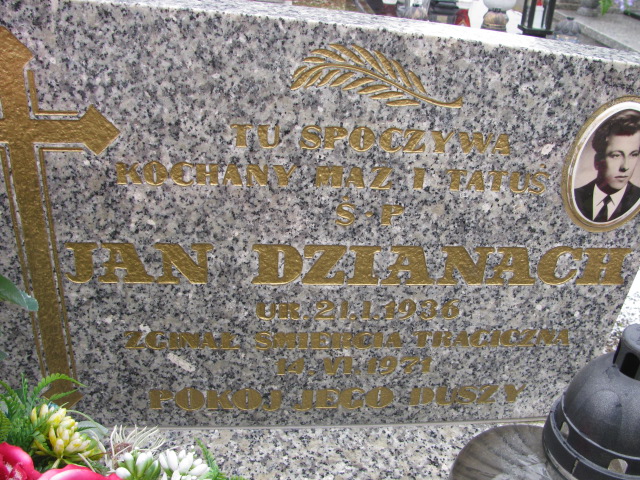 TU SPOCZYWA
KOCHANY MĄŻ I TATUŚ
Ś-P
JAN DZIANACH
UR. 21.I.1936
ZGINĄŁ ŚMIERCIĄ TRAGICZNĄ
14.VI.1971
POKÓJ JEGO DUSZY